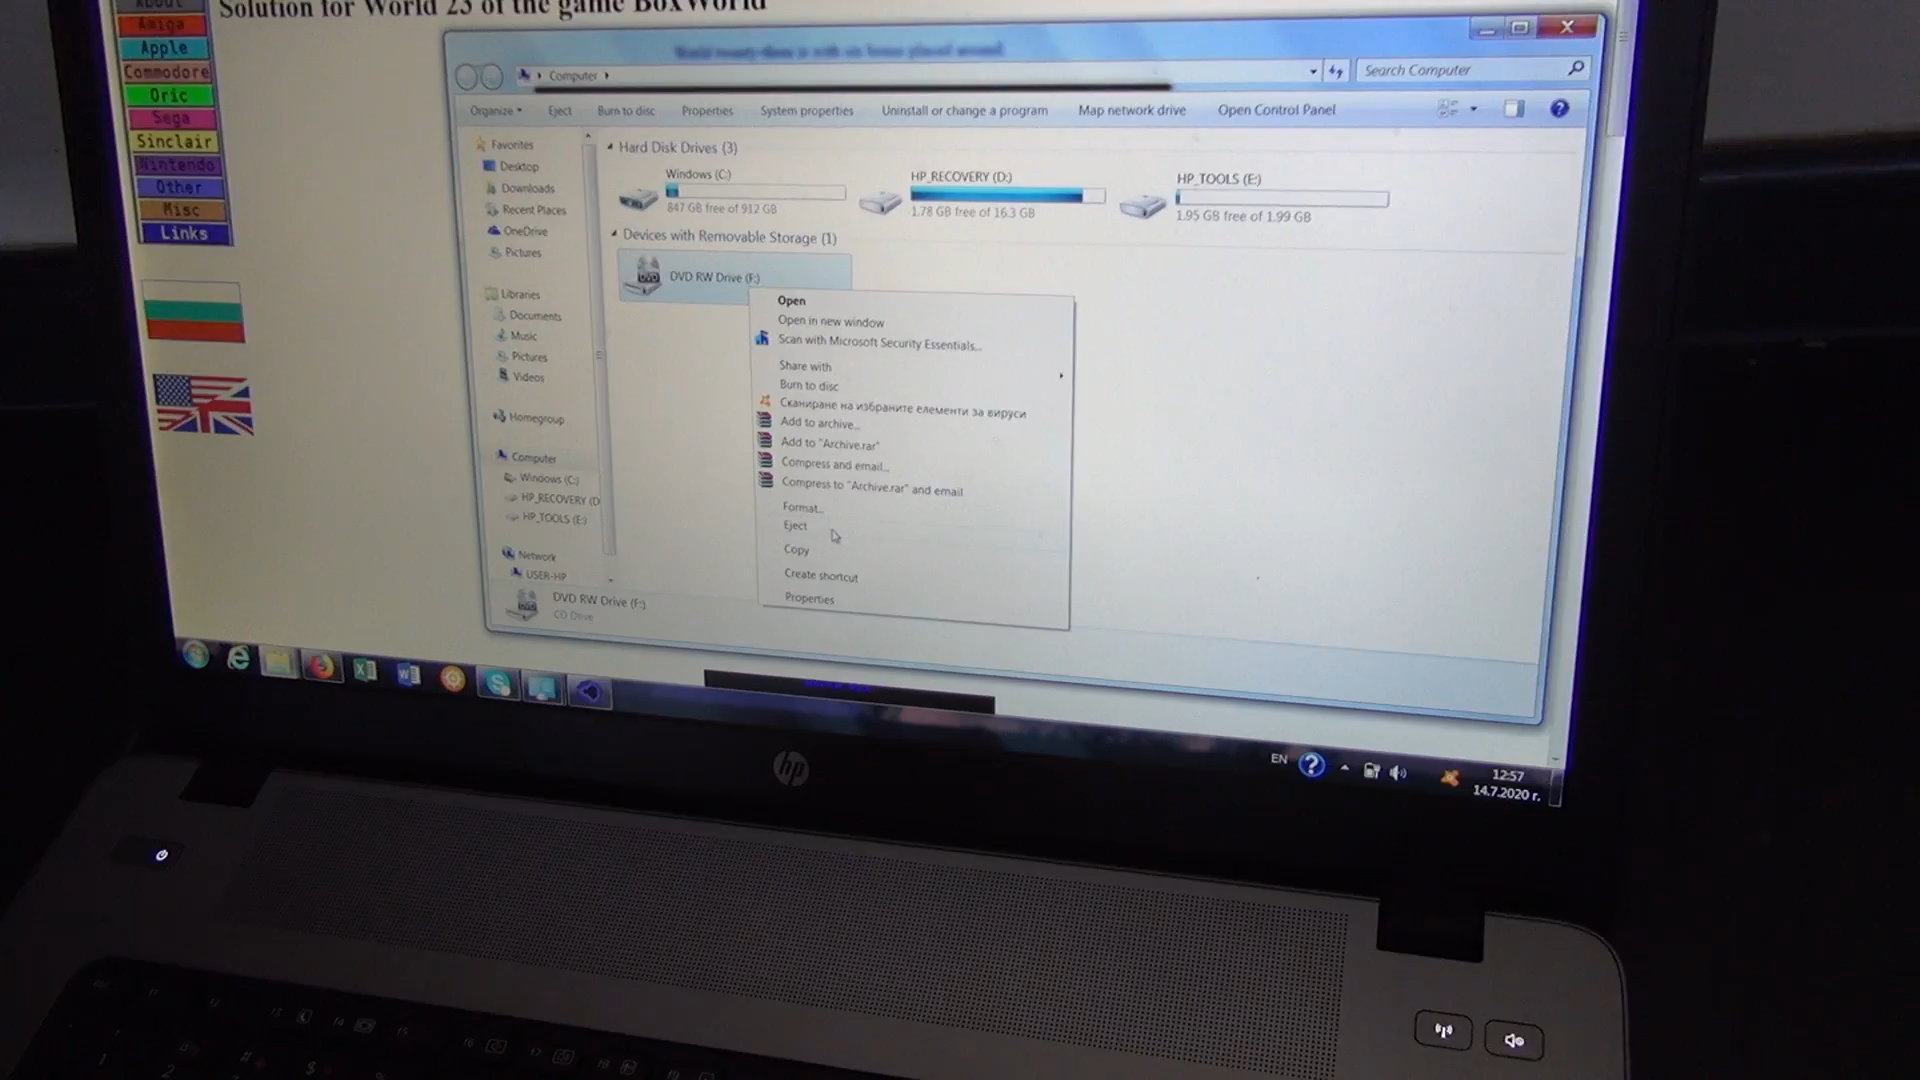 About
Solution for World 23 of the game BoxWorld
Amiga
Apple
Commodore
Oric
Sega
Sinclair
Nintendo
Other
Misc
Links
Computer
Search Computer
Organize
Eject
Burn to disc
Properties
System properties
Uninstall or change a program
Map network drive
Open Control Panel
Favorites
Desktop
Downloads
Recent Places
OneDrive
Pictures
Libraries
Documents
Music
Pictures
Videos
Homegroup
Computer
Windows (C:)
HP_RECOVERY (D
HP_TOOLS (E:)
Network
USER-HP
Hard Disk Drives (3)
Windows (C:)
847 GB free of 912 GB
HP_RECOVERY (D:)
1.78 GB free of 16.3 GB
HP_TOOLS (E:)
1.95 GB free of 1.99 GB
Devices with Removable Storage (1)
DVD
DVD RW Drive (F:)
Open
Open in new window
Scan with Microsoft Security Essentials...
Share with
Burn to disc
Сканиране на избраните елементи за вируси
Add to archive...
Add to "Archive.rar"
Compress and email...
Compress to "Archive.rar" and email
Format...
Eject
Copy
Create shortcut
Properties
DVD RW Drive (F:)
CD Drive
EN
12:57
14.7.2020 г.
hp